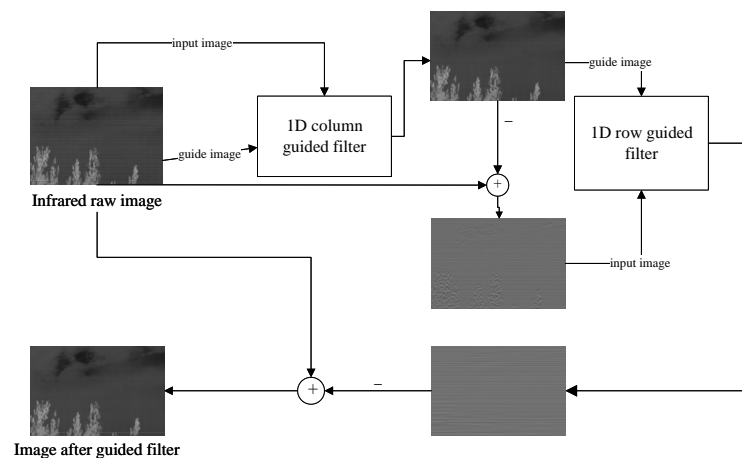 input image
guide image
1D column
guided filter
Infrared raw image
–
+
guide image
1D row guided
filter
input image
–
+
Image after guided filter